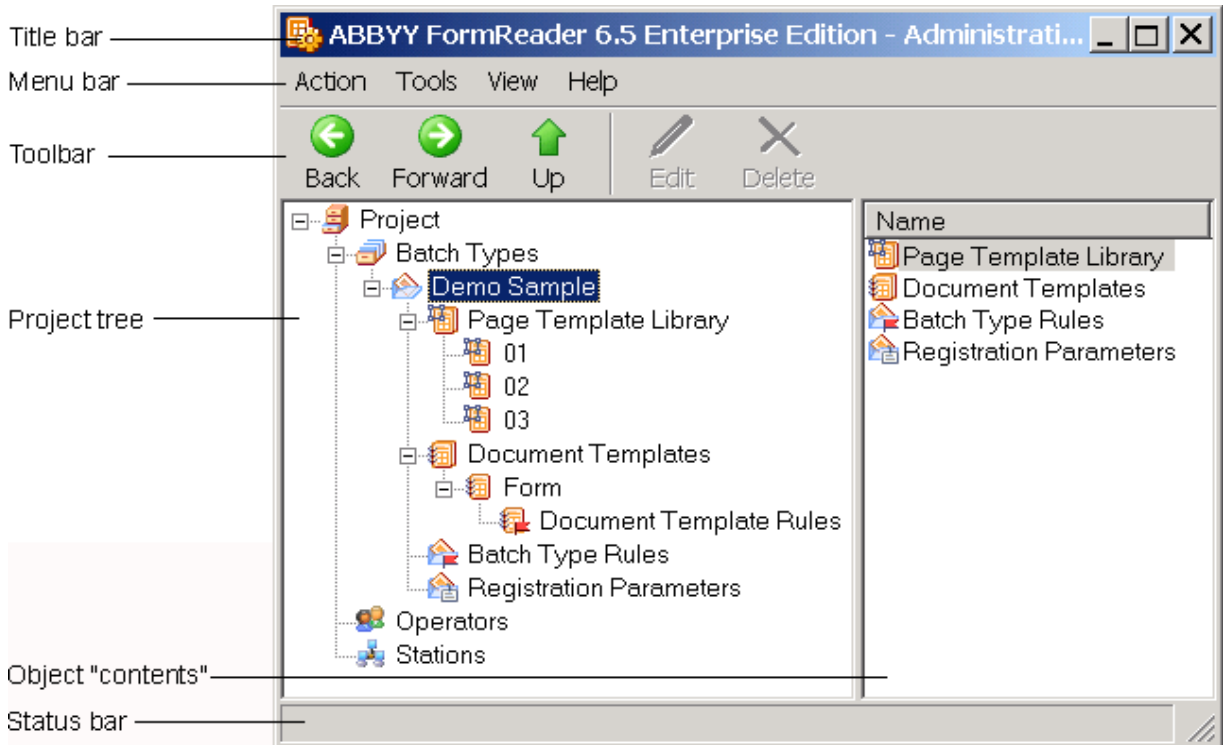 Title bar
ABBYY FormReader 6.5 Enterprise Edition - Administrati...
Menu bar
Action Tools View Help
Toolbar
Back Forward Up Edit Delete
Project
Batch Types
Demo Sample
Page Template Library
01
02
03
Document Templates
Form
Document Template Rules
Batch Type Rules
Registration Parameters
Operators
Stations
Project tree
Name
Page Template Library
Document Templates
Batch Type Rules
Registration Parameters
Object "contents"
Status bar